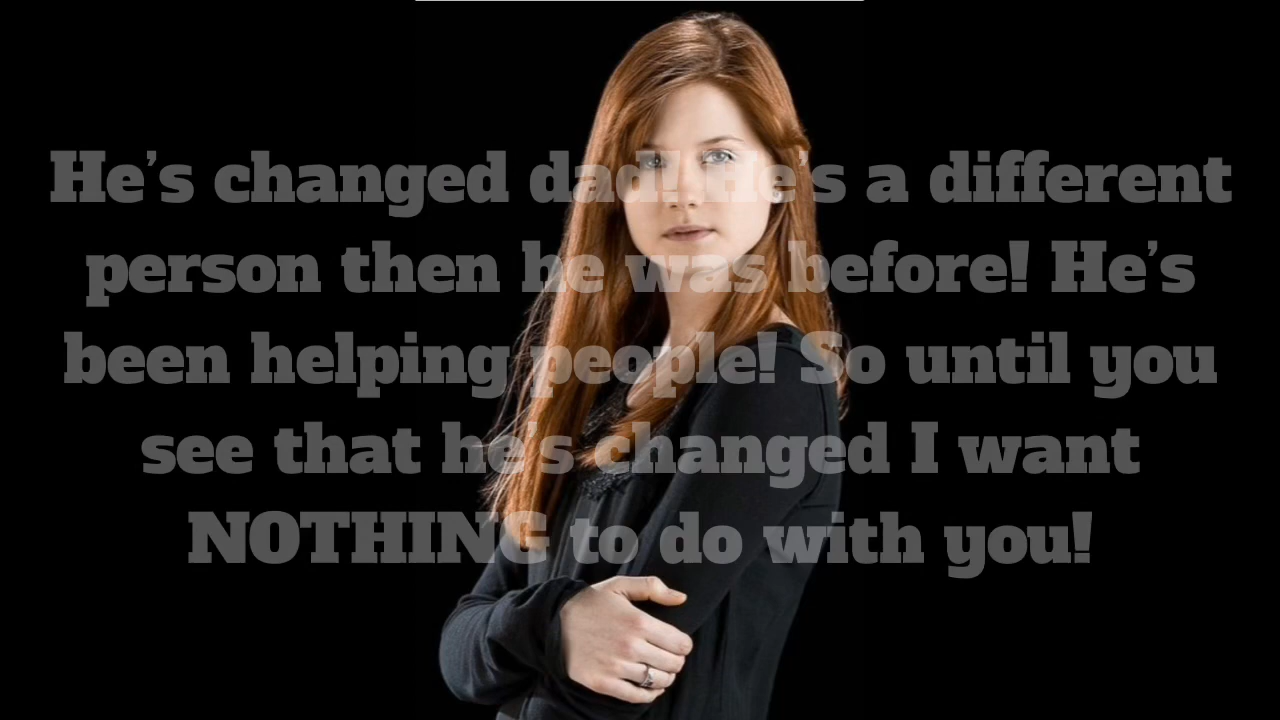 He's changed dad! He's a different
person then he was before! He's
been helping people! So until you
see that he's changed I want
NOTHING to do with you!